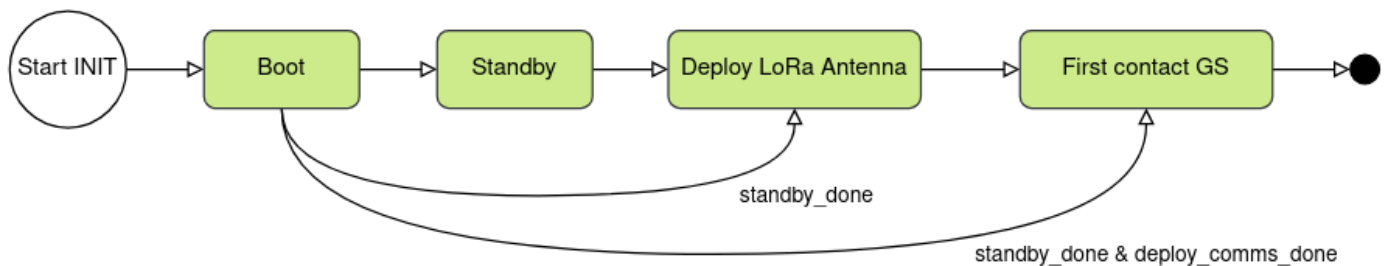 Start INIT
Boot
Standby
Deploy LoRa Antenna
First contact GS
standby_done
standby_done & deploy_comms_done